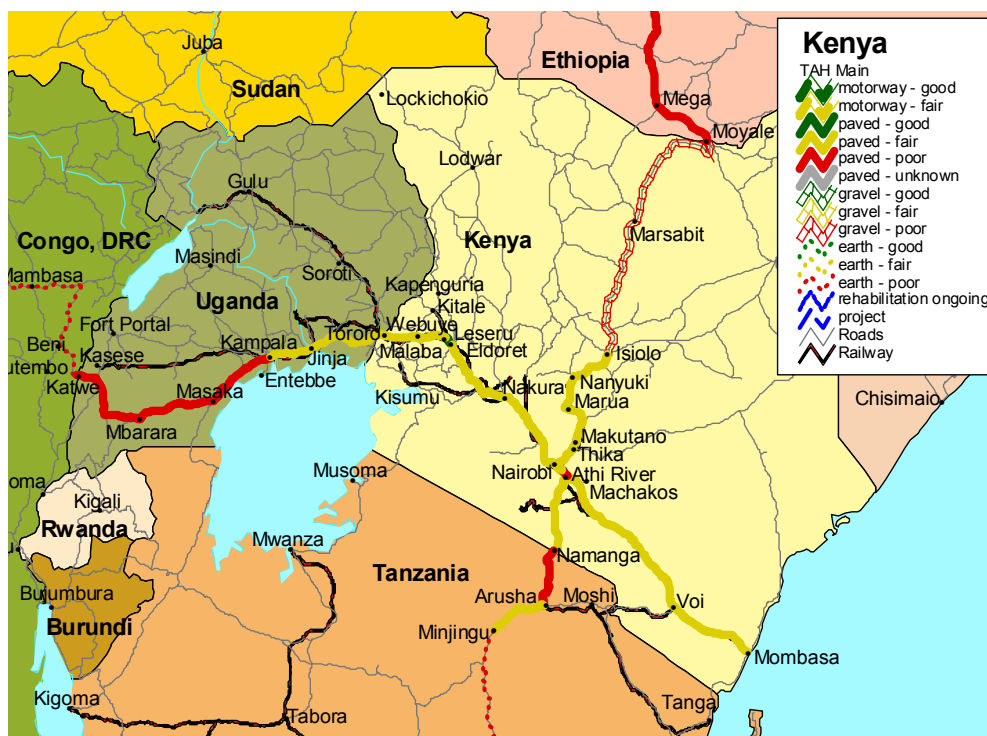 Kenya
TAH Main
motorway - good
motorway - fair
paved - good
paved - fair
paved - poor
paved - unknown
gravel - good
gravel - fair
gravel - poor
earth - good
earth - fair
earth - poor
rehabilitation ongoing
project
Roads
Railway
Juba
Ethiopia
Sudan
Lockichokio
Mega
Moyale
Lodwar
Gulu
Marsabit
Congo, DRC
Kenya
Masindi
Soroti
Mambasa
Kapenguria
Uganda
Kitale
Fort Portal
Tororo
Webuye
Leseru
Beni
Kampala
Malaba
Eldoret
Isiolo
Kasese
Jinja
utembo
Entebbe
Nanyuki
Katwe
Masaka
Kisumu
Nakura
Chisimaio
Marua
Mbarara
Makutano
Thika
Musoma
Nairobi
Athi River
Machakos
oma
Kigali
Rwanda
Mwanza
Namanga
u
Tanzania
Bujumbura
Arusha
Moshi
Voi
Burundi
Minjingu
Mombasa
Kigoma
Tabora
Tanga